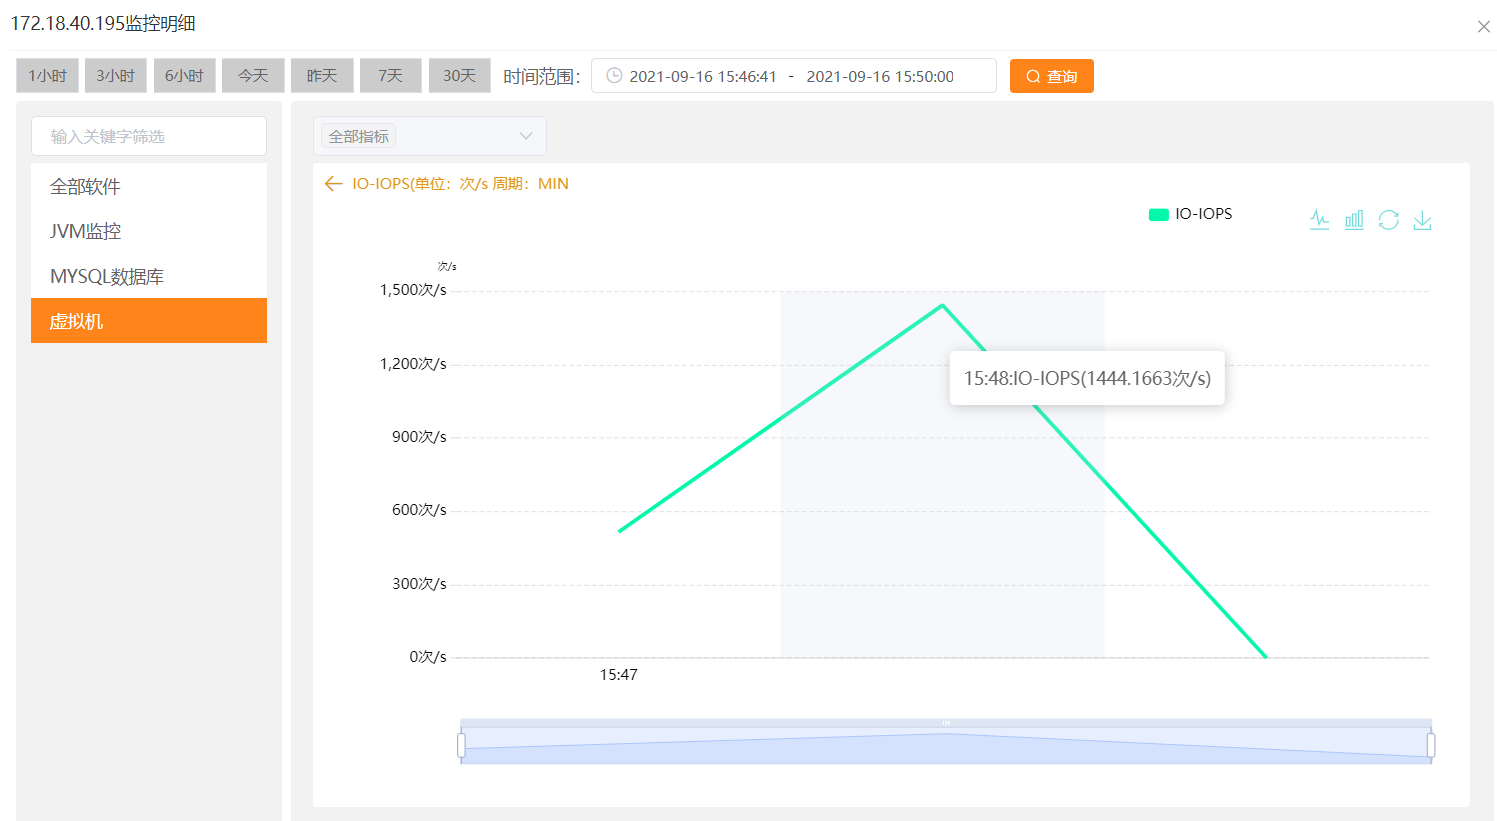 172.18.40.195监控明细
1小时 3小时 6小时 今天 昨天 7天 30天 时间范围： 2021-09-16 15:46:41 - 2021-09-16 15:50:00 查询
输入关键字筛选
全部软件
JVM监控
MYSQL数据库
虚拟机
全部指标
IO-IOPS(单位：次/s 周期：MIN
IO-IOPS
次/s
1,500次/s
1,200次/s
15:48:IO-IOPS(1444.1663次/s)
900次/s
600次/s
300次/s
0次/s
15:47